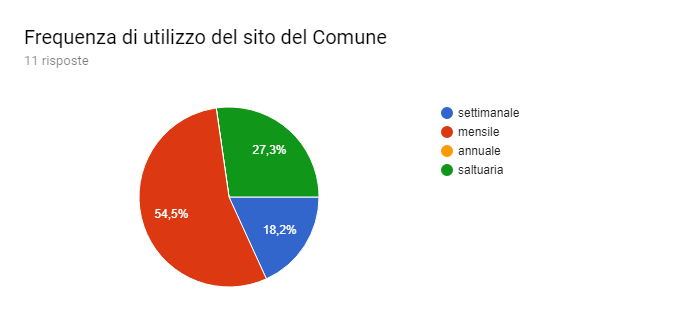 Frequenza di utilizzo del sito del Comune
11 risposte
27,3%
54,5%
18,2%
settimanale
mensile
annuale
saltuaria